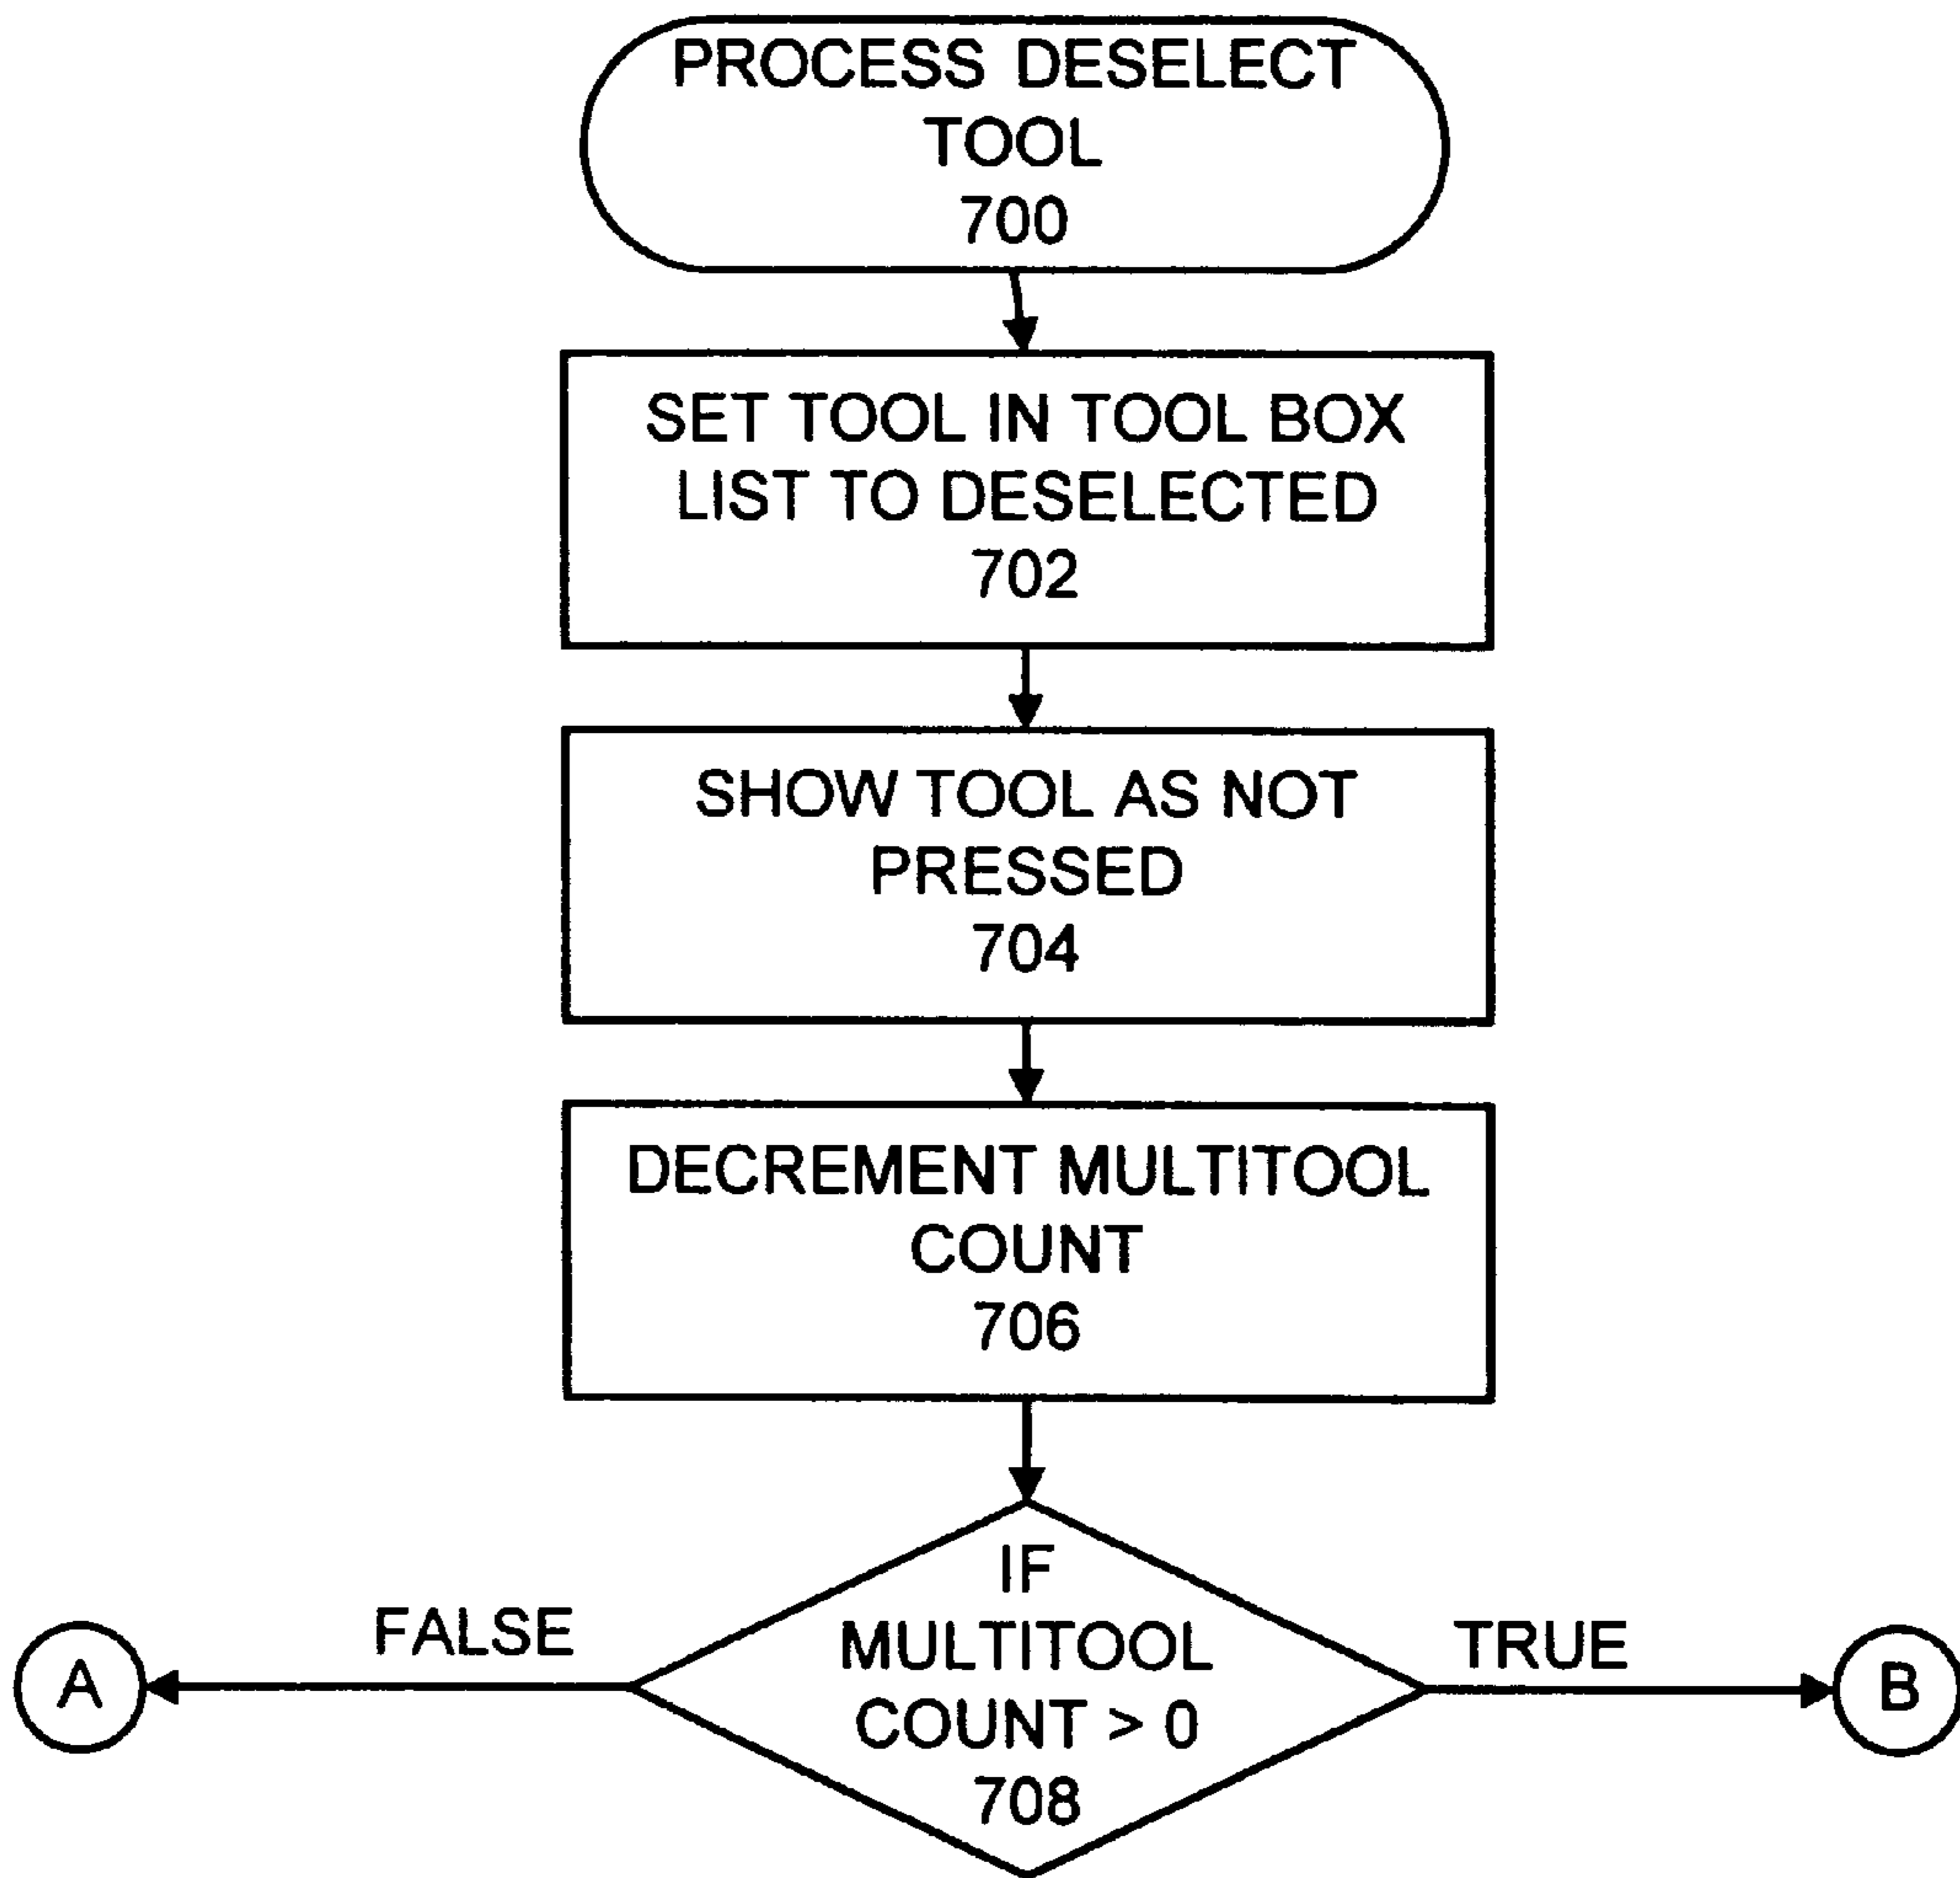 PROCESS DESELECT
TOOL
700
SET TOOL IN TOOL BOX
LIST TO DESELECTED
702
SHOW TOOL AS NOT
PRESSED
704
DECREMENT MULTITOOL
COUNT
706
IF
MULTITOOL
COUNT > 0
708
FALSE
TRUE
A
B